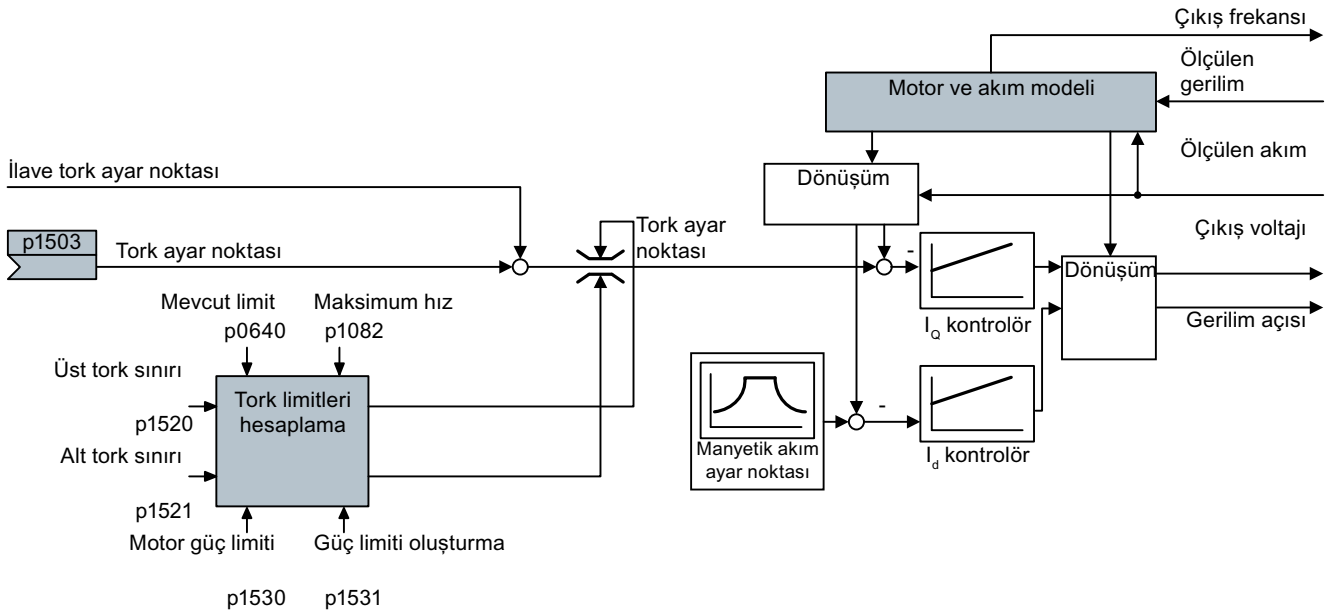 Çıkış frekansı
Ölçülen
gerilim
Motor ve akım modeli
Ölçülen akım
İlave tork ayar noktası
Dönüşüm
Tork ayar
noktası
Çıkış voltajı
p1503
Tork ayar noktası
-
Dönüşüm
Mevcut limit
p0640
Maksimum hız
p1082
Gerilim açısı
I_Q kontrolör
Üst tork sınırı
p1520
Tork limitleri
hesaplama
-
Alt tork sınırı
p1521
Manyetik akım
ayar noktası
I_d kontrolör
Motor güç limiti
p1530
Güç limiti oluşturma
p1531